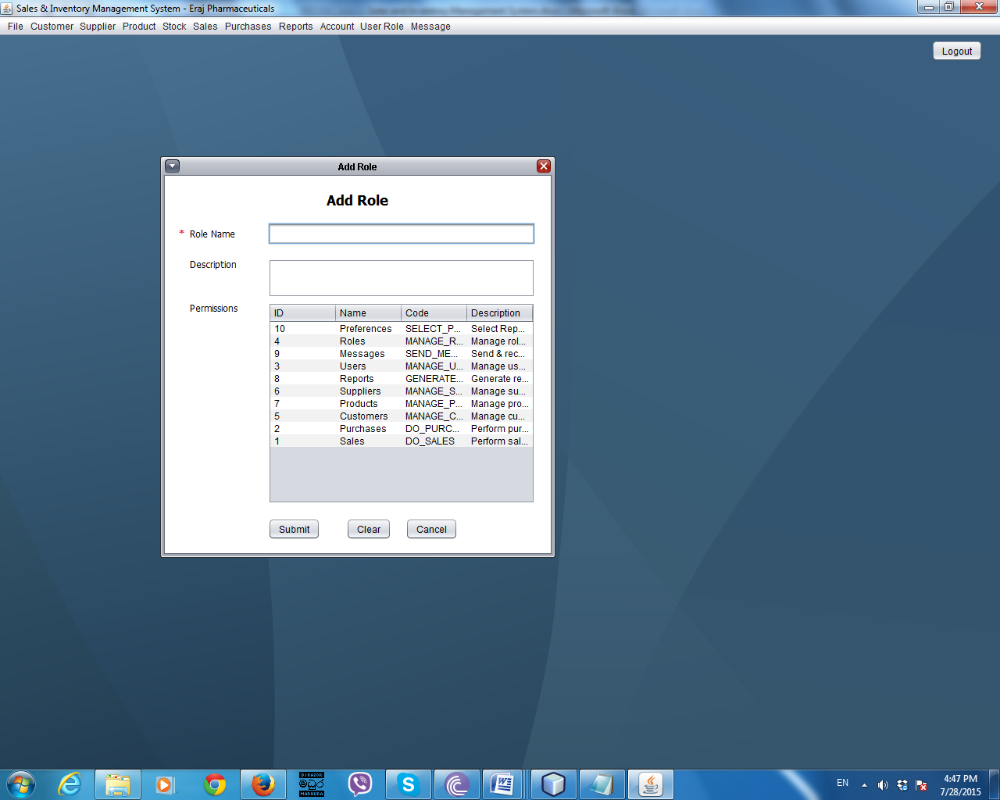 Sales & Inventory Management System - Eraj Pharmaceuticals
File Customer Supplier Product Stock Sales Purchases Reports Account User Role Message
Logout
Add Role
Add Role
* Role Name
Description
Permissions
ID Name Code Description
10 Preferences SELECT_P... Select Rep...
4 Roles MANAGE_R... Manage rol...
9 Messages SEND_ME... Send & rec...
3 Users MANAGE_U... Manage us...
8 Reports GENERATE... Generate re...
6 Suppliers MANAGE_S... Manage su...
7 Products MANAGE_P... Manage pro...
5 Customers MANAGE_C... Manage cu...
2 Purchases DO_PURC... Perform pur...
1 Sales DO_SALES Perform sal...
Submit Clear Cancel
DJ RAZOR
මධුර
MADHURA
EN
4:47 PM
7/28/2015